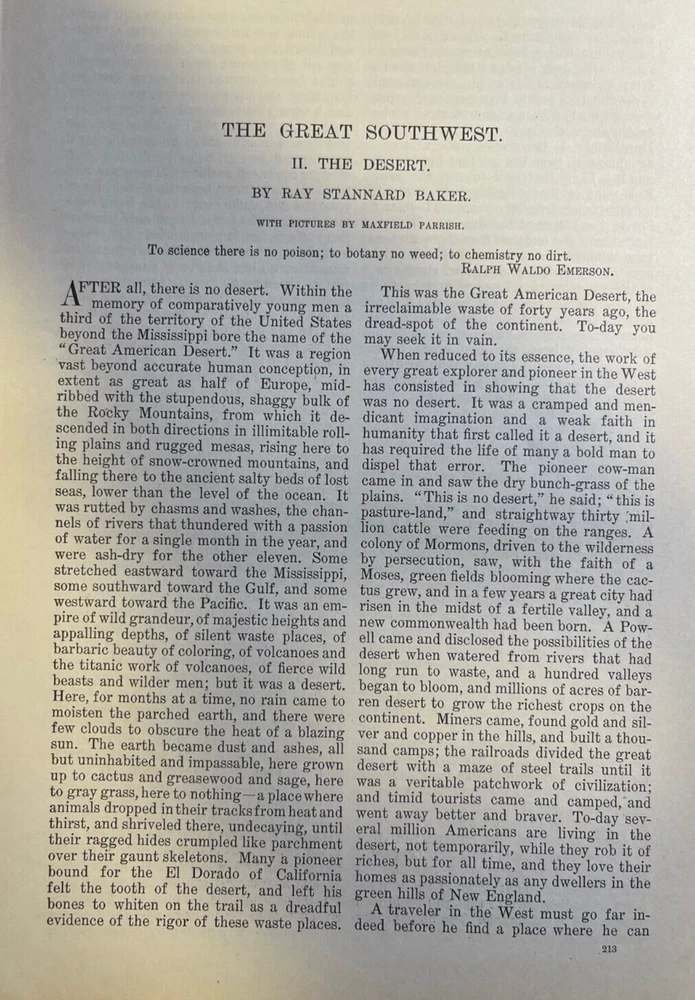 THE GREAT SOUTHWEST.
II. THE DESERT.
BY RAY STANNARD BAKER.
WITH PICTURES BY MAXFIELD PARRISH.
To science there is no poison; to botany no weed; to chemistry no dirt.
RALPH WALDO EMERSON.
AFTER all, there is no desert. Within the
memory of comparatively young men a
third of the territory of the United States
beyond the Mississippi bore the name of the
"Great American Desert." It was a region
vast beyond accurate human conception, in
extent as great as half of Europe, mid-
ribbed with the stupendous, shaggy bulk of
the Rocky Mountains, from which it de-
scended in both directions in illimitable roll-
ing plains and rugged mesas, rising here to
the height of snow-crowned mountains, and
falling there to the ancient salty beds of lost
seas, lower than the level of the ocean. It
was rutted by chasms and washes, the chan-
nels of rivers that thundered with a passion
of water for a single month in the year, and
were ash-dry for the other eleven. Some
stretched eastward toward the Mississippi,
some southward toward the Gulf, and some
westward toward the Pacific. It was an em-
pire of wild grandeur, of majestic heights and
appalling depths, of silent waste places, of
barbaric beauty of coloring, of volcanoes and
the titanic work of volcanoes, of fierce wild
beasts and wilder men; but it was a desert.
Here, for months at a time, no rain came to
moisten the parched earth, and there were
few clouds to obscure the heat of a blazing
sun. The earth became dust and ashes, all
but uninhabited and impassable, here grown
up to cactus and greasewood and sage, here
to gray grass, here to nothing—a place where
animals dropped in their tracks from heat and
thirst, and shriveled there, undecaying, until
their ragged hides crumpled like parchment
over their gaunt skeletons. Many a pioneer
bound for the El Dorado of California
felt the tooth of the desert, and left his
bones to whiten on the trail as a dreadful
evidence of the rigor of these waste places.
This was the Great American Desert, the
irreclaimable waste of forty years ago, the
dread-spot of the continent. To-day you
may seek it in vain.
When reduced to its essence, the work of
every great explorer and pioneer in the West
has consisted in showing that the desert
was no desert. It was a cramped and men-
dicant imagination and a weak faith in
humanity that first called it a desert, and it
has required the life of many a bold man to
dispel that error. The pioneer cow-man
came in and saw the dry bunch-grass of the
plains. "This is no desert," he said; "this is
pasture-land," and straightway thirty mil-
lion cattle were feeding on the ranges. A
colony of Mormons, driven to the wilderness
by persecution, saw, with the faith of a
Moses, green fields blooming where the cac-
tus grew, and in a few years a great city had
risen in the midst of a fertile valley, and a
new commonwealth had been born. A Pow-
ell came and disclosed the possibilities of the
desert when watered from rivers that had
long run to waste, and a hundred valleys
began to bloom, and millions of acres of bar-
ren desert to grow the richest crops on the
continent. Miners came, found gold and sil-
ver and copper in the hills, and built a thou-
sand camps; the railroads divided the great
desert with a maze of steel trails until it
was a veritable patchwork of civilization;
and timid tourists came and camped, and
went away better and braver. To-day sev-
eral million Americans are living in the
desert, not temporarily, while they rob it of
riches, but for all time, and they love their
homes as passionately as any dwellers in the
green hills of New England.
A traveler in the West must go far in-
deed before he find a place where he can
213